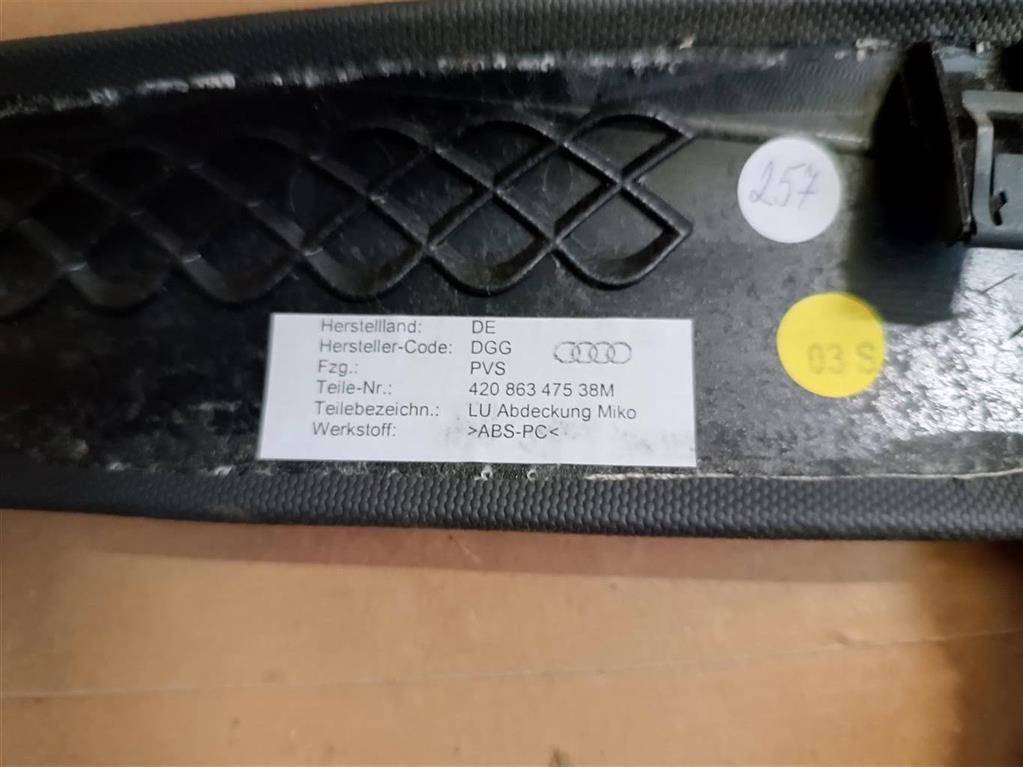 257
03 S
Herstellland: DE
Hersteller-Code: DGG
Fzg.: PVS
Teile-Nr.: 420 863 475 38M
Teilebezeichn.: LU Abdeckung Miko
Werkstoff: >ABS-PC<